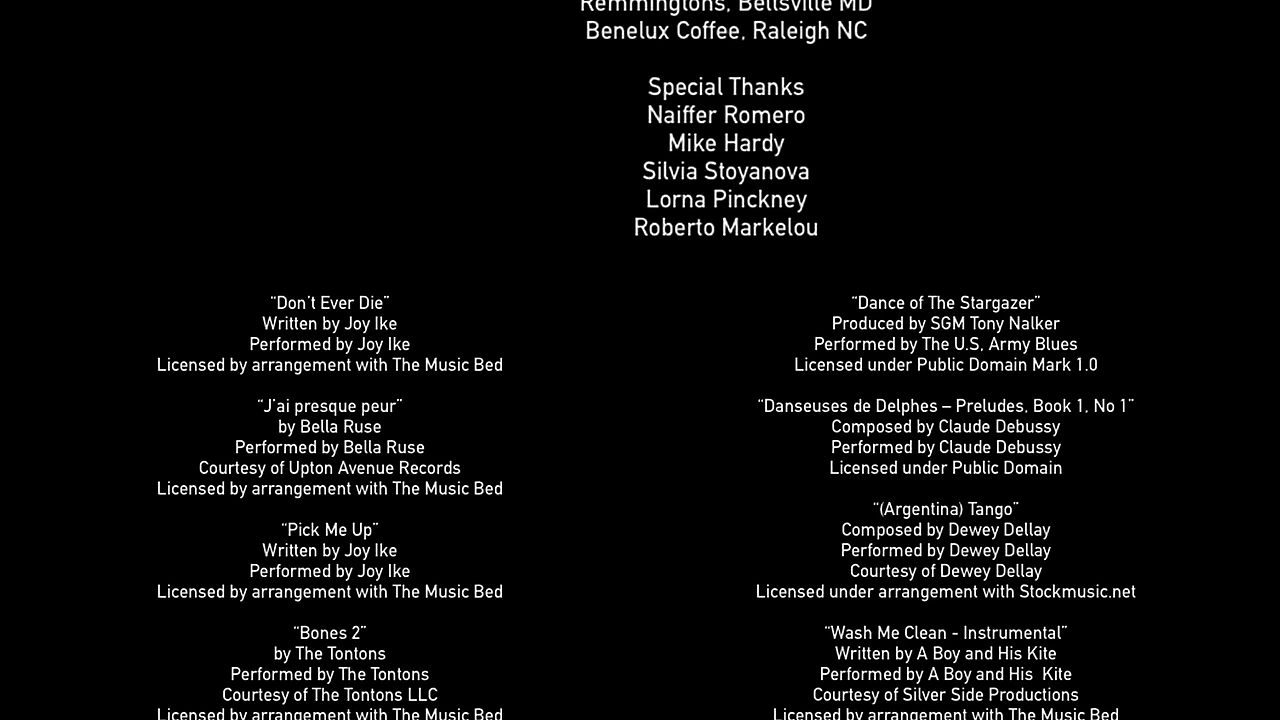 Remmingtons, Bellsville MD
Benelux Coffee, Raleigh NC
Special Thanks
Naiffer Romero
Mike Hardy
Silvia Stoyanova
Lorna Pinckney
Roberto Markelou
“Don’t Ever Die”
Written by Joy Ike
Performed by Joy Ike
Licensed by arrangement with The Music Bed
“J’ai presque peur”
by Bella Ruse
Performed by Bella Ruse
Courtesy of Upton Avenue Records
Licensed by arrangement with The Music Bed
“Pick Me Up”
Written by Joy Ike
Performed by Joy Ike
Licensed by arrangement with The Music Bed
“Bones 2”
by The Tontons
Performed by The Tontons
Courtesy of The Tontons LLC
Licensed by arrangement with The Music Bed
“Dance of The Stargazer”
Produced by SGM Tony Nalker
Performed by The U.S. Army Blues
Licensed under Public Domain Mark 1.0
“Danseuses de Delphes – Preludes, Book 1, No 1”
Composed by Claude Debussy
Performed by Claude Debussy
Licensed under Public Domain
“(Argentina) Tango”
Composed by Dewey Dellay
Performed by Dewey Dellay
Courtesy of Dewey Dellay
Licensed under arrangement with Stockmusic.net
“Wash Me Clean - Instrumental”
Written by A Boy and His Kite
Performed by A Boy and His Kite
Courtesy of Silver Side Productions
Licensed by arrangement with The Music Bed